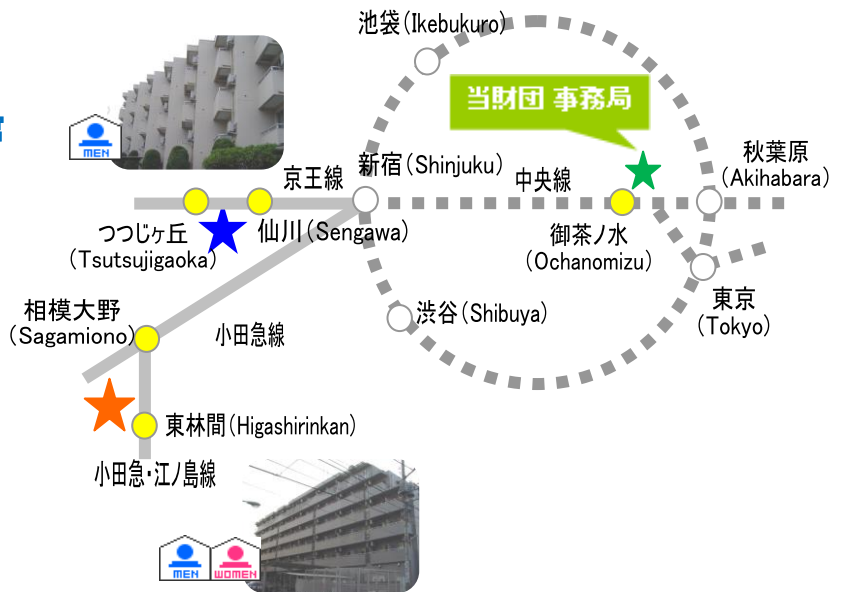 池袋(Ikebukuro)
当財団 事務局
MEN
京王線
新宿(Shinjuku)
中央線
秋葉原
(Akihabara)
つつじヶ丘
(Tsutsujigaoka)
仙川(Sengawa)
御茶ノ水
(Ochanomizu)
相模大野
(Sagamiono)
小田急線
渋谷(Shibuya)
東京
(Tokyo)
東林間(Higashirinkan)
小田急・江ノ島線
MEN
WOMEN